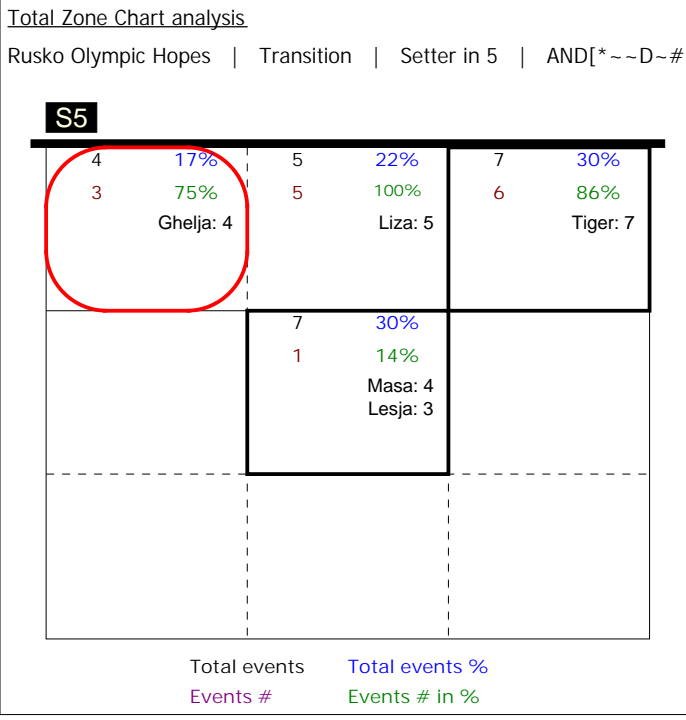 Total Zone Chart analysis
Rusko Olympic Hopes | Transition | Setter in 5 | AND[*~~D~#
S5
4 17% 5 22% 7 30%
3 75% 5 100% 6 86%
Ghelja: 4 Liza: 5 Tiger: 7
7 30%
1 14%
Masa: 4
Lesja: 3
Total events Total events %
Events # Events # in %